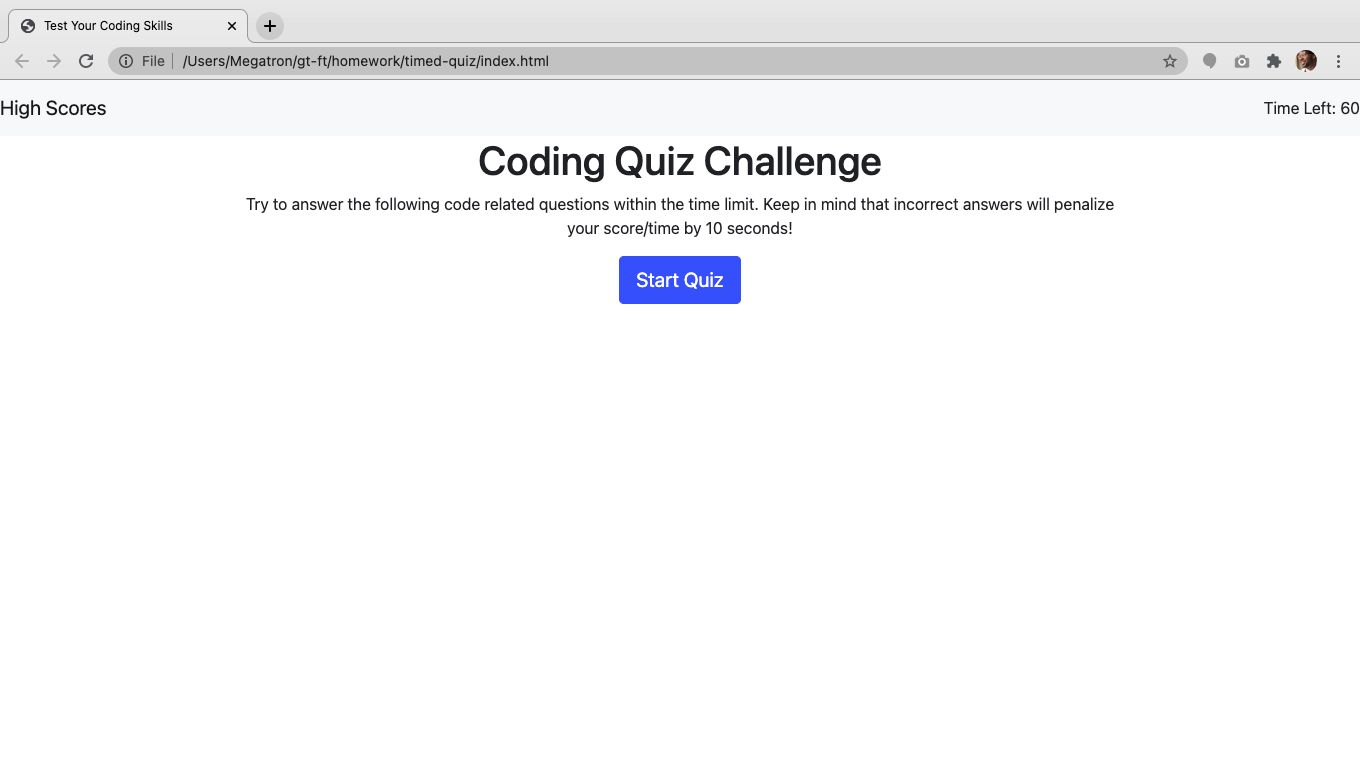 Test Your Coding Skills
File /Users/Megatron/gt-ft/homework/timed-quiz/index.html
High Scores
Time Left: 60
Coding Quiz Challenge
Try to answer the following code related questions within the time limit. Keep in mind that incorrect answers will penalize
your score/time by 10 seconds!
Start Quiz